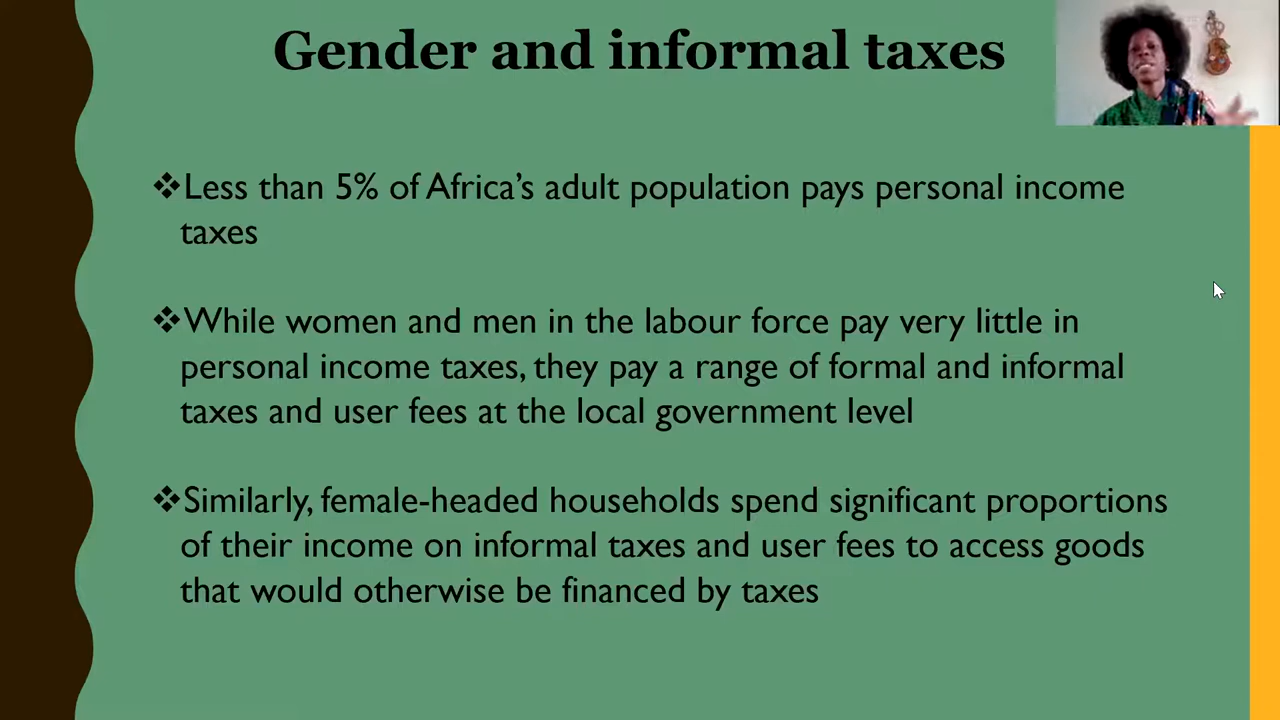 Gender and informal taxes
❖Less than 5% of Africa’s adult population pays personal income
taxes
❖While women and men in the labour force pay very little in
personal income taxes, they pay a range of formal and informal
taxes and user fees at the local government level
❖Similarly, female-headed households spend significant proportions
of their income on informal taxes and user fees to access goods
that would otherwise be financed by taxes